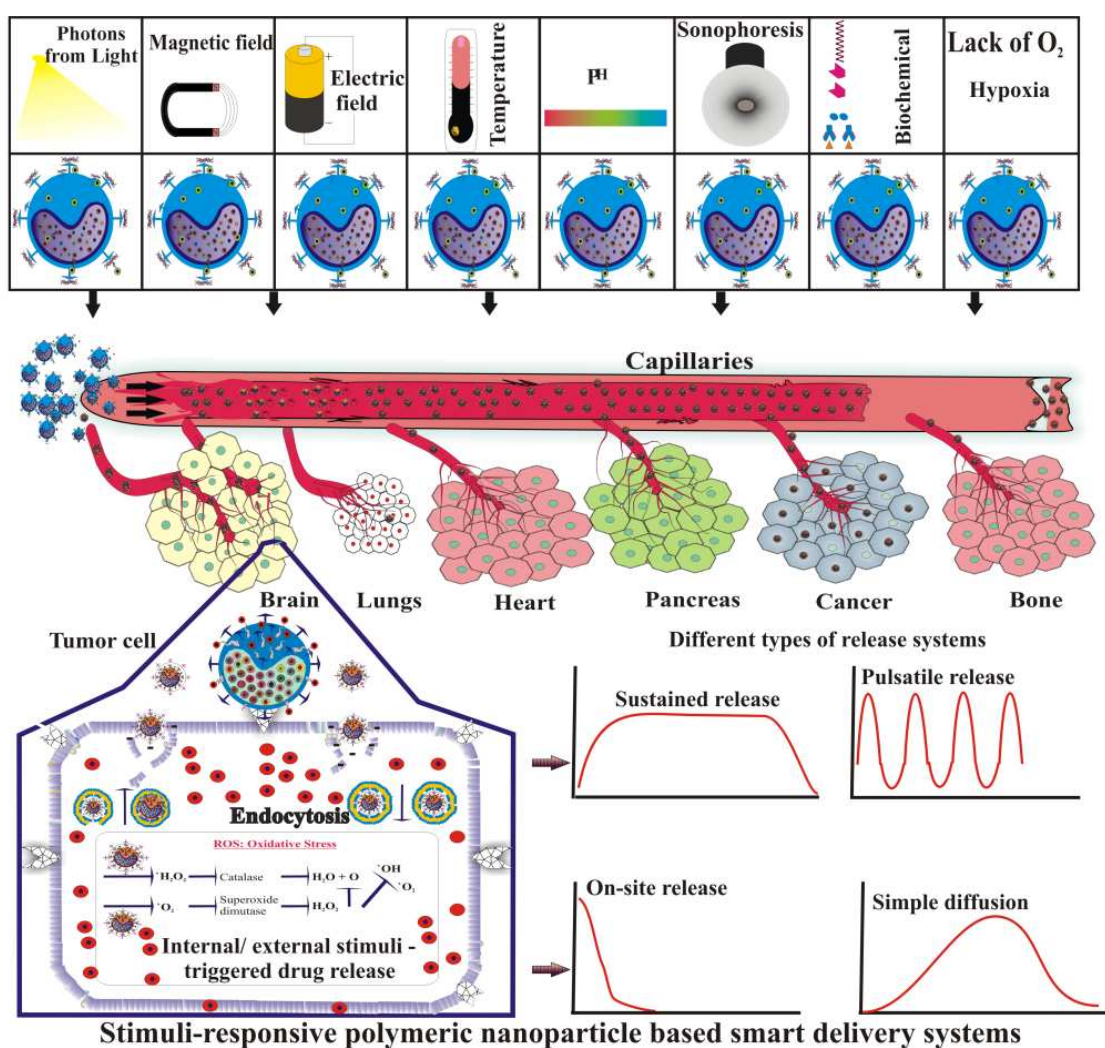 Photons
from Light
Magnetic field
+
Electric
field
−
Temperature
PH
Sonophoresis
Biochemical
Lack of O₂
Hypoxia
Capillaries
Brain
Lungs
Heart
Pancreas
Cancer
Bone
Tumor cell
Endocytosis
ROS: Oxidative Stress
˙H₂O₂
Catalase
H₂O + O
˙OH
˙O₂
˙O₂
Superoxide
dimutase
H₂O₂
Internal/ external stimuli -
triggered drug release
Different types of release systems
Sustained release
Pulsatile release
On-site release
Simple diffusion
Stimuli-responsive polymeric nanoparticle based smart delivery systems